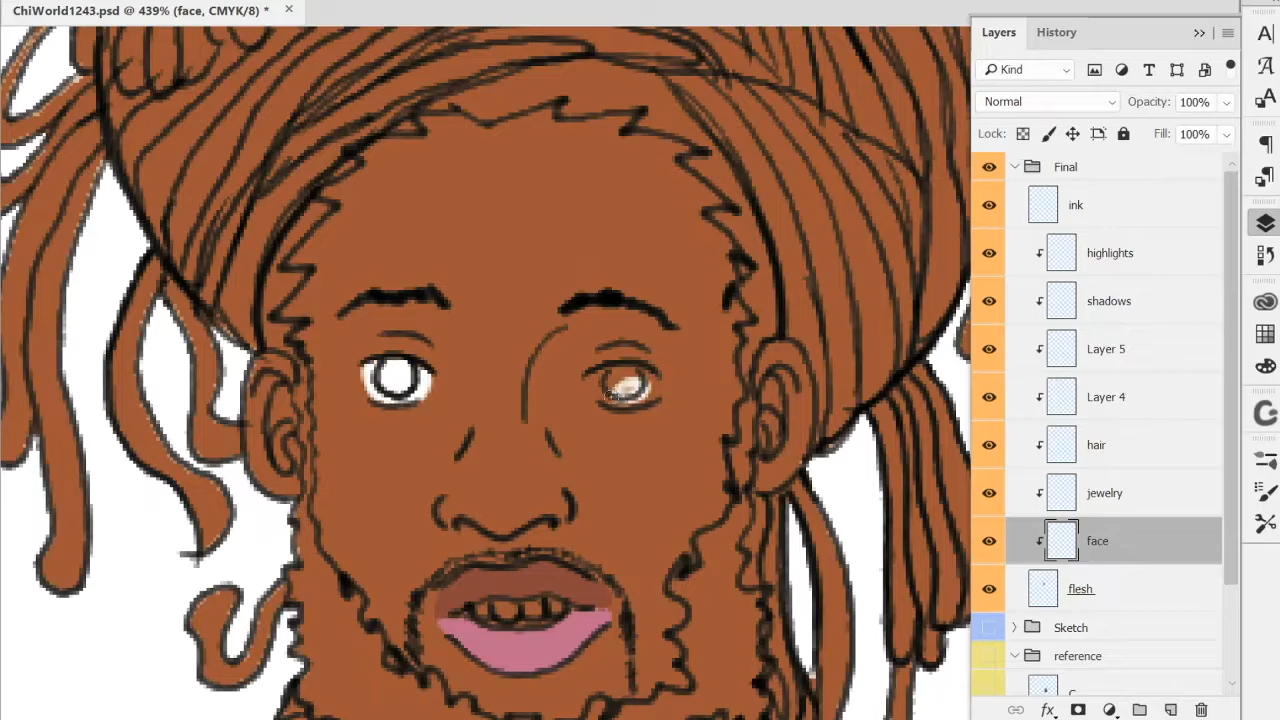 ChiWorld1243.psd @ 439% (face, CMYK/8) *
Layers
History
Kind
Normal
Opacity: 100%
Lock:
Fill: 100%
Final
ink
highlights
shadows
Layer 5
Layer 4
hair
jewelry
face
flesh
Sketch
reference